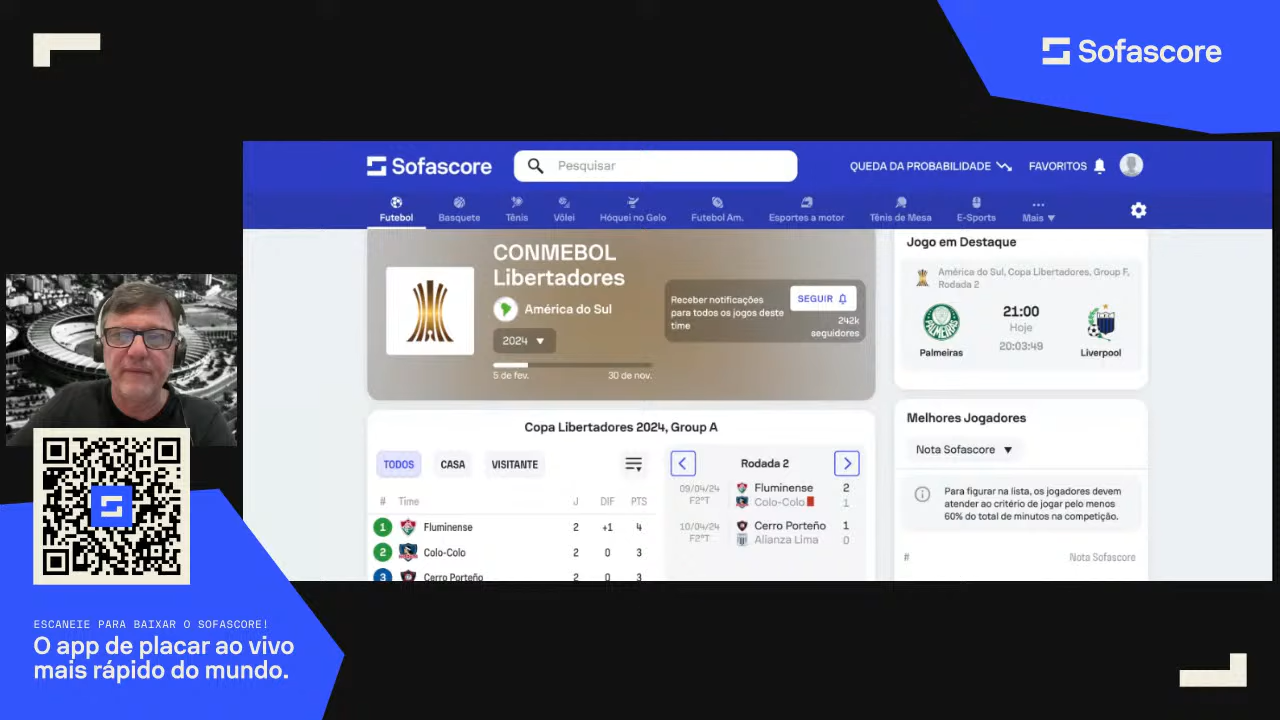 Sofascore
Sofascore
Pesquisar
QUEDA DA PROBABILIDADE
FAVORITOS
Futebol
Basquete
Tênis
Vôlei
Hóquei no Gelo
Futebol Am.
Esportes a motor
Tênis de Mesa
E-Sports
Mais
CONMEBOL
Libertadores
América do Sul
2024
5 de fev.
30 de nov.
Receber notificações
para todos os jogos deste
time
SEGUIR
242k
seguidores
Jogo em Destaque
América do Sul, Copa Libertadores, Group F,
Rodada 2
21:00
Hoje
20:03:49
Palmeiras
Liverpool
Copa Libertadores 2024, Group A
TODOS
CASA
VISITANTE
# Time J DIF PTS
1 Fluminense 2 +1 4
2 Colo-Colo 2 0 3
3 Cerro Porteño 2 0 3
Rodada 2
09/04/24 Fluminense 2
F2°T Colo-Colo 1
10/04/24 Cerro Porteño 1
F2°T Alianza Lima 0
Melhores Jogadores
Nota Sofascore
Para figurar na lista, os jogadores devem
atender ao critério de jogar pelo menos
60% do total de minutos na competição.
# Nota Sofascore
ESCANEIE PARA BAIXAR O SOFASCORE!
O app de placar ao vivo
mais rápido do mundo.